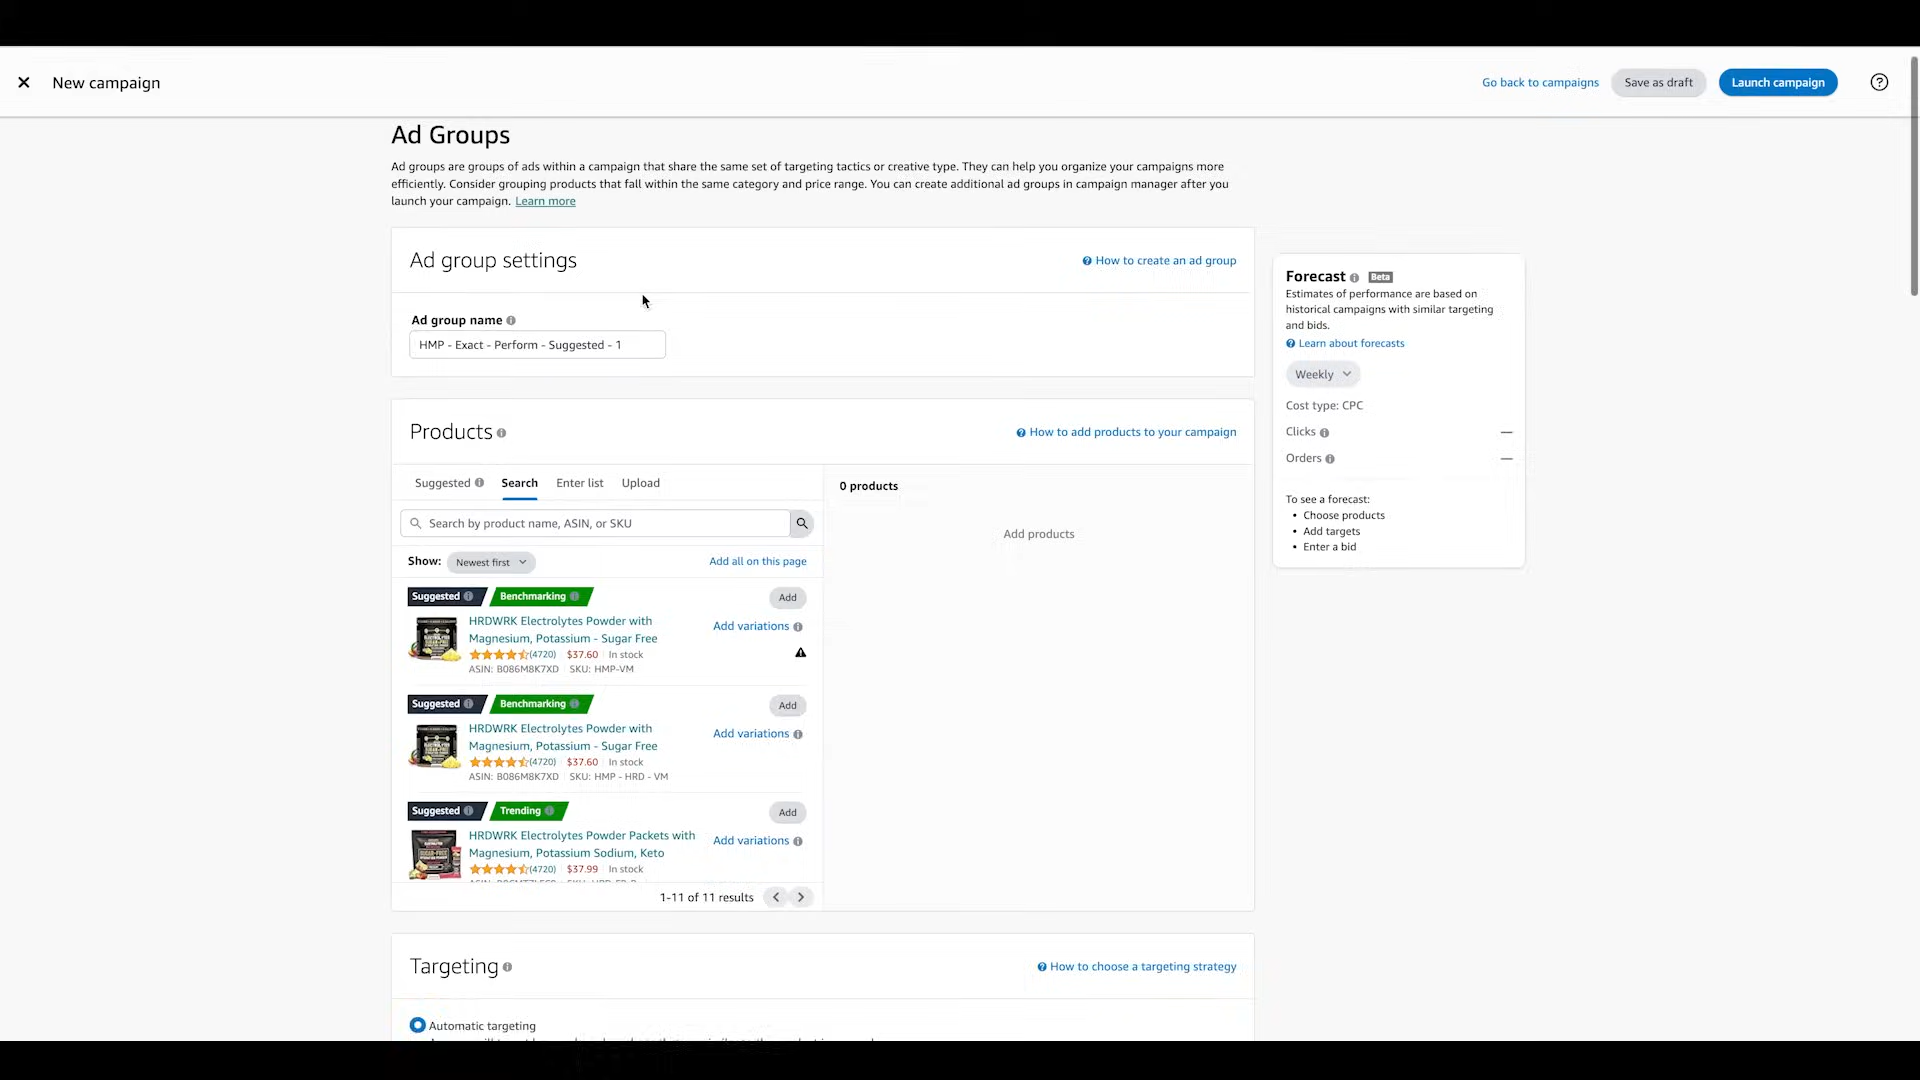 New campaign
Go back to campaigns
Save as draft
Launch campaign
Ad Groups
Ad groups are groups of ads within a campaign that share the same set of targeting tactics or creative type. They can help you organize your campaigns more
efficiently. Consider grouping products that fall within the same category and price range. You can create additional ad groups in campaign manager after you
launch your campaign. Learn more
Ad group settings
How to create an ad group
Ad group name
HMP - Exact - Perform - Suggested - 1
Products
How to add products to your campaign
Suggested
Search
Enter list
Upload
Search by product name, ASIN, or SKU
Show:
Newest first
Add all on this page
Suggested
Benchmarking
Add
HRDWRK Electrolytes Powder with
Magnesium, Potassium - Sugar Free
Add variations
(4720) $37.60 In stock
ASIN: B086M8K7XD SKU: HMP-VM
Suggested
Benchmarking
Add
HRDWRK Electrolytes Powder with
Magnesium, Potassium - Sugar Free
Add variations
(4720) $37.60 In stock
ASIN: B086M8K7XD SKU: HMP - HRD - VM
Suggested
Trending
Add
HRDWRK Electrolytes Powder Packets with
Magnesium, Potassium Sodium, Keto
Add variations
(4720) $37.99 In stock
1-11 of 11 results
0 products
Add products
Forecast
Beta
Estimates of performance are based on
historical campaigns with similar targeting
and bids.
Learn about forecasts
Weekly
Cost type: CPC
Clicks —
Orders —
To see a forecast:
• Choose products
• Add targets
• Enter a bid
Targeting
How to choose a targeting strategy
Automatic targeting